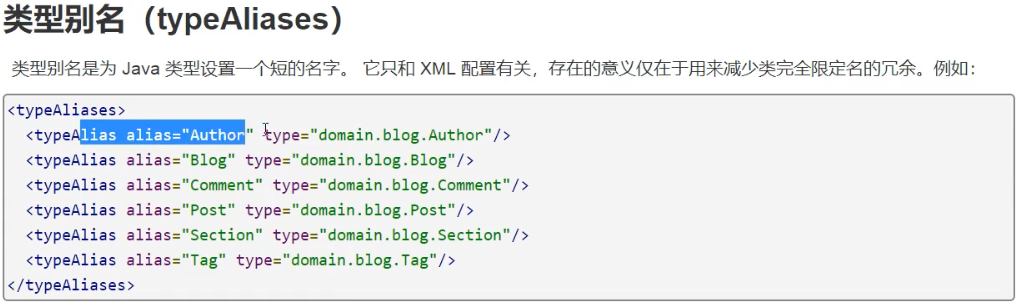 类型别名（typeAliases）
类型别名是为 Java 类型设置一个短的名字。 它只和 XML 配置有关，存在的意义仅在于用来减少类完全限定名的冗余。例如：
<typeAliases>
  <typeAlias alias="Author" type="domain.blog.Author"/>
  <typeAlias alias="Blog" type="domain.blog.Blog"/>
  <typeAlias alias="Comment" type="domain.blog.Comment"/>
  <typeAlias alias="Post" type="domain.blog.Post"/>
  <typeAlias alias="Section" type="domain.blog.Section"/>
  <typeAlias alias="Tag" type="domain.blog.Tag"/>
</typeAliases>